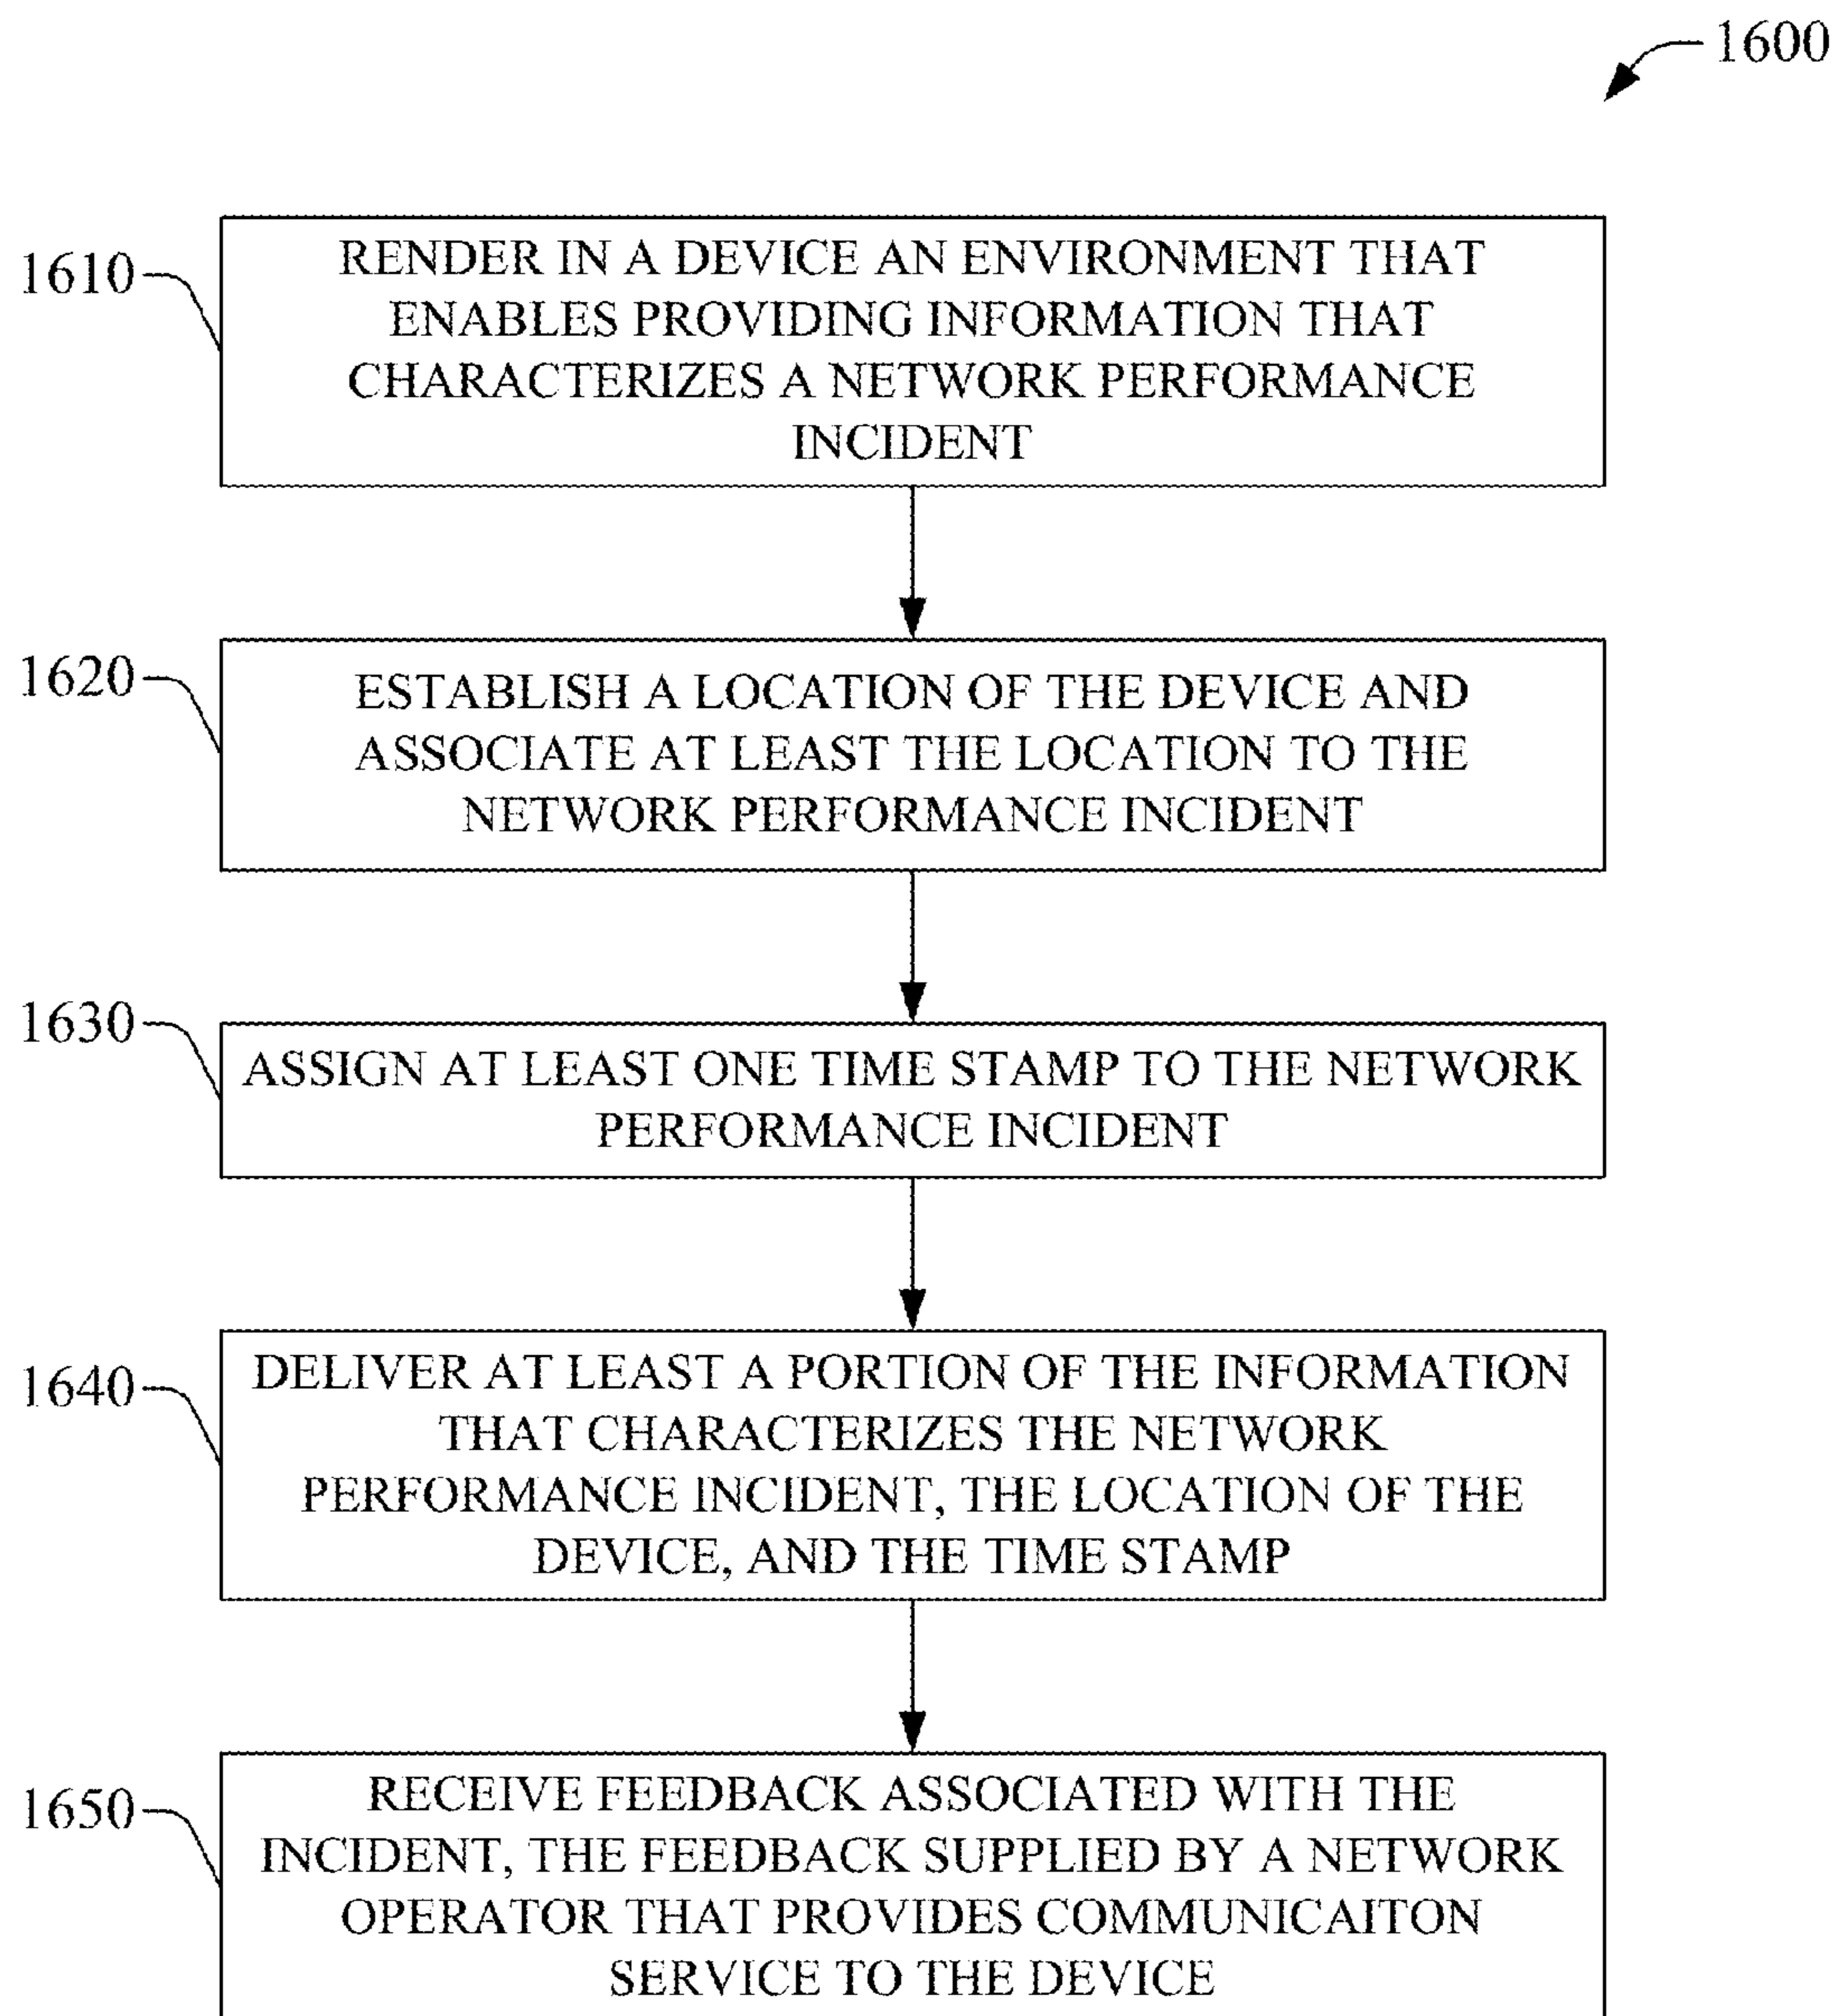 1600
1610
RENDER IN A DEVICE AN ENVIRONMENT THAT
ENABLES PROVIDING INFORMATION THAT
CHARACTERIZES A NETWORK PERFORMANCE
INCIDENT
1620
ESTABLISH A LOCATION OF THE DEVICE AND
ASSOCIATE AT LEAST THE LOCATION TO THE
NETWORK PERFORMANCE INCIDENT
1630
ASSIGN AT LEAST ONE TIME STAMP TO THE NETWORK
PERFORMANCE INCIDENT
1640
DELIVER AT LEAST A PORTION OF THE INFORMATION
THAT CHARACTERIZES THE NETWORK
PERFORMANCE INCIDENT, THE LOCATION OF THE
DEVICE, AND THE TIME STAMP
1650
RECEIVE FEEDBACK ASSOCIATED WITH THE
INCIDENT, THE FEEDBACK SUPPLIED BY A NETWORK
OPERATOR THAT PROVIDES COMMUNICAITON
SERVICE TO THE DEVICE